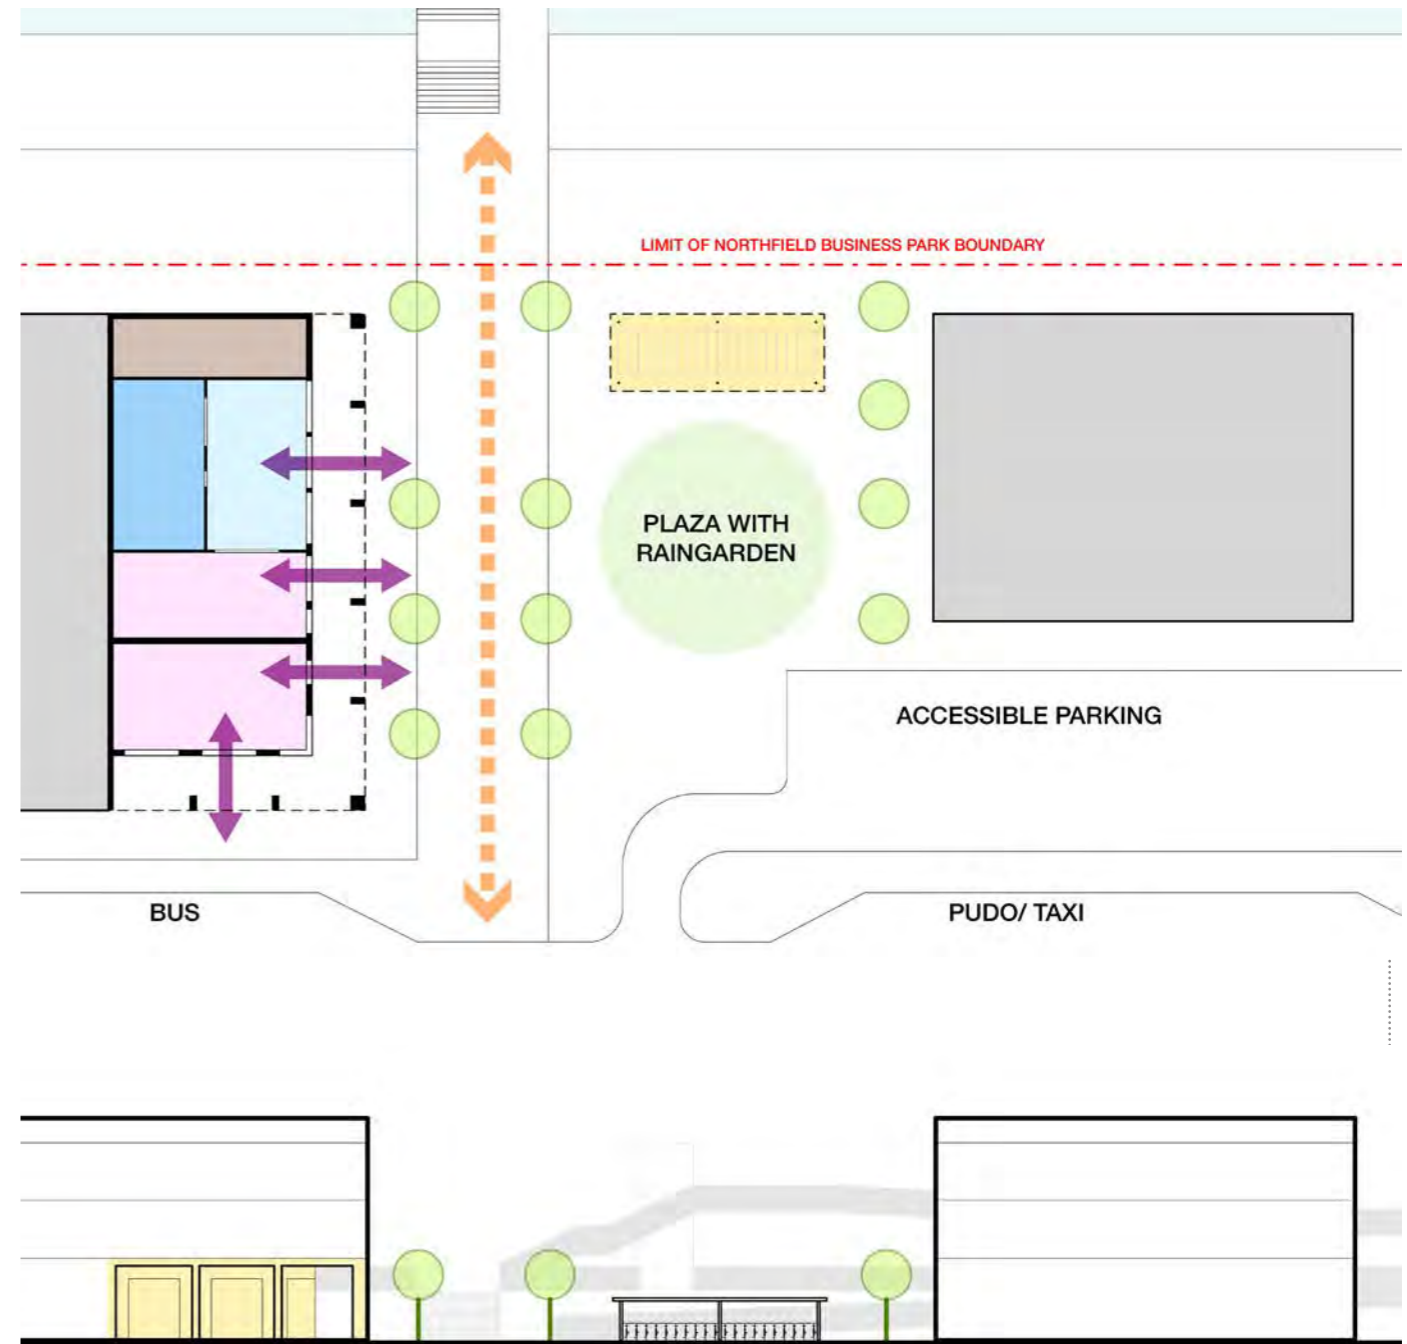 LIMIT OF NORTHFIELD BUSINESS PARK BOUNDARY
PLAZA WITH
RAINGARDEN
ACCESSIBLE PARKING
BUS
PUDO/ TAXI